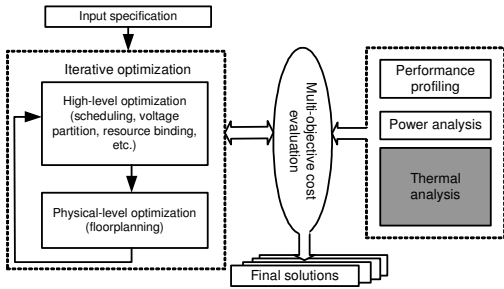 Input specification
Iterative optimization
High-level optimization
(scheduling, voltage
partition, resource binding,
etc.)
Physical-level optimization
(floorplanning)
Multi-objective cost
evaluation
Performance
profiling
Power analysis
Thermal
analysis
Final solutions